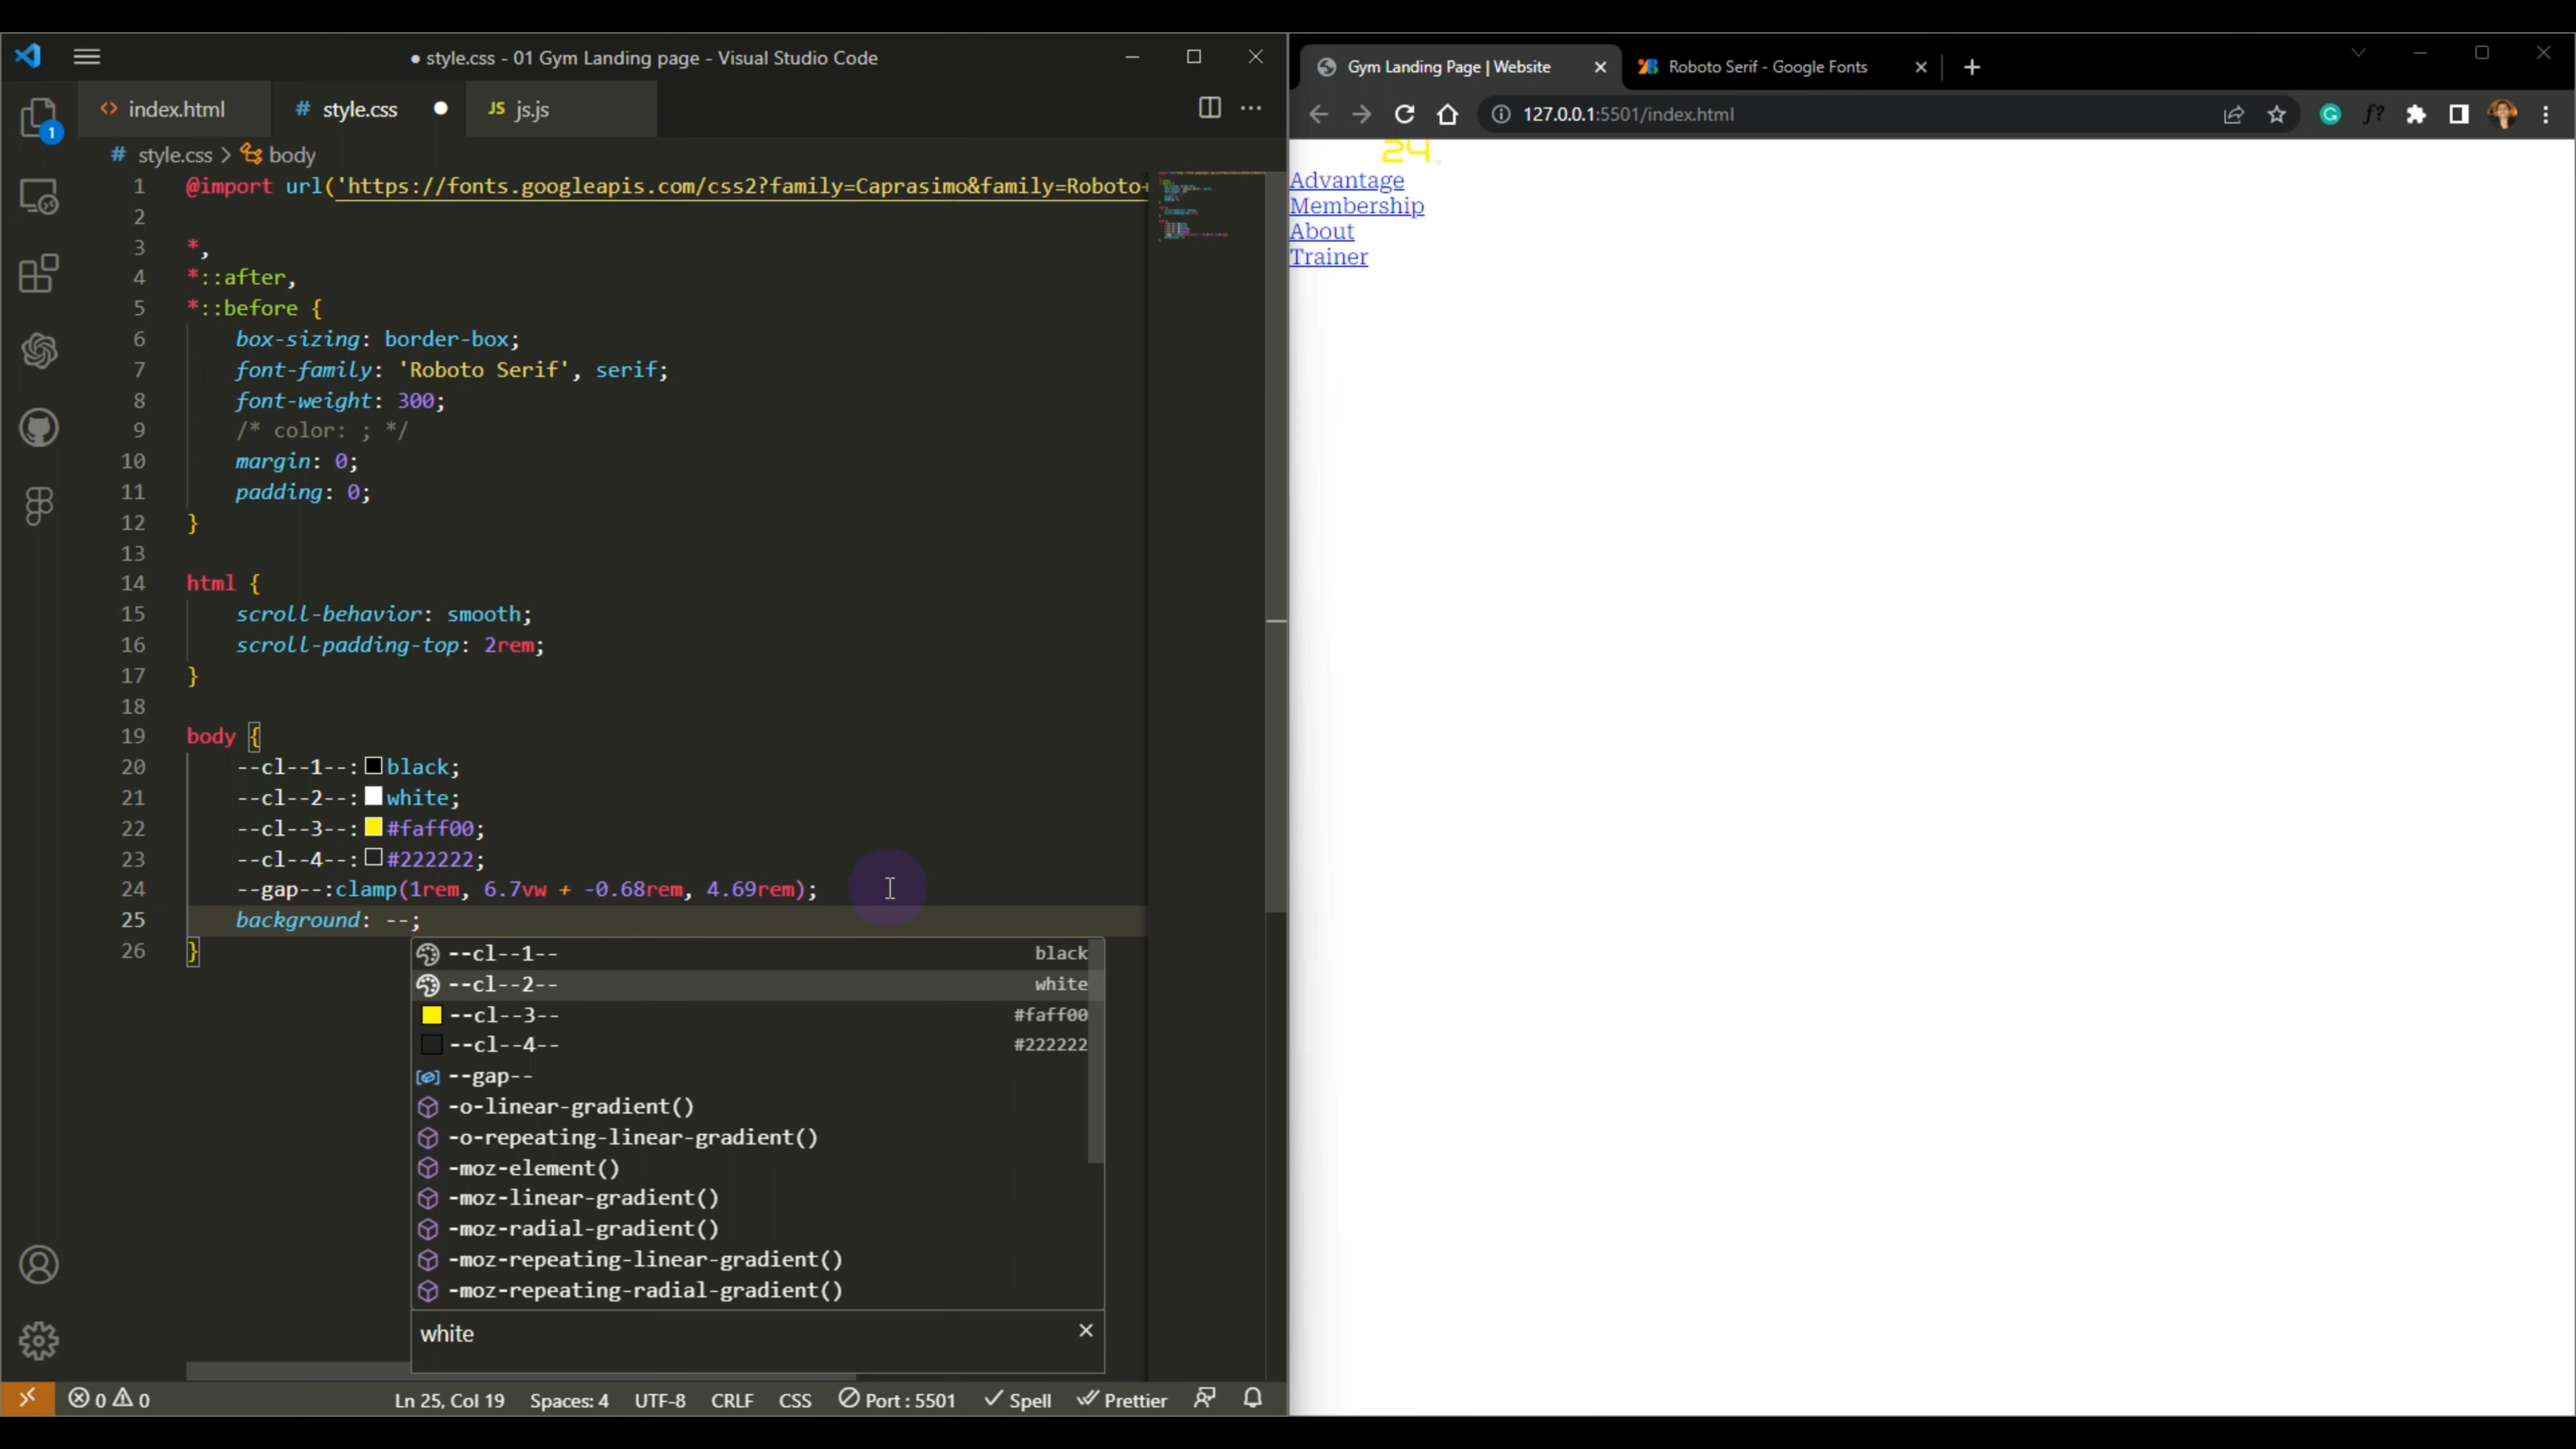 ● style.css - 01 Gym Landing page - Visual Studio Code
index.html
# style.css
JS js.js
1
# style.css > body
1 @import url('https://fonts.googleapis.com/css2?family=Caprasimo&family=Roboto+
2
3 *,
4 *::after,
5 *::before {
6 box-sizing: border-box;
7 font-family: 'Roboto Serif', serif;
8 font-weight: 300;
9 /* color: ; */
10 margin: 0;
11 padding: 0;
12 }
13
14 html {
15 scroll-behavior: smooth;
16 scroll-padding-top: 2rem;
17 }
18
19 body {
20 --cl--1--: black;
21 --cl--2--: white;
22 --cl--3--: #faff00;
23 --cl--4--: #222222;
24 --gap--:clamp(1rem, 6.7vw + -0.68rem, 4.69rem);
25 background: --;
26 }
--cl--1-- black
--cl--2-- white
--cl--3-- #faff00
--cl--4-- #222222
--gap--
-o-linear-gradient()
-o-repeating-linear-gradient()
-moz-element()
-moz-linear-gradient()
-moz-radial-gradient()
-moz-repeating-linear-gradient()
-moz-repeating-radial-gradient()
white
0 0
Ln 25, Col 19 Spaces: 4 UTF-8 CRLF CSS Port : 5501 Spell Prettier
Gym Landing Page | Website
Roboto Serif - Google Fonts
127.0.0.1:5501/index.html
24.
Advantage
Membership
About
Trainer